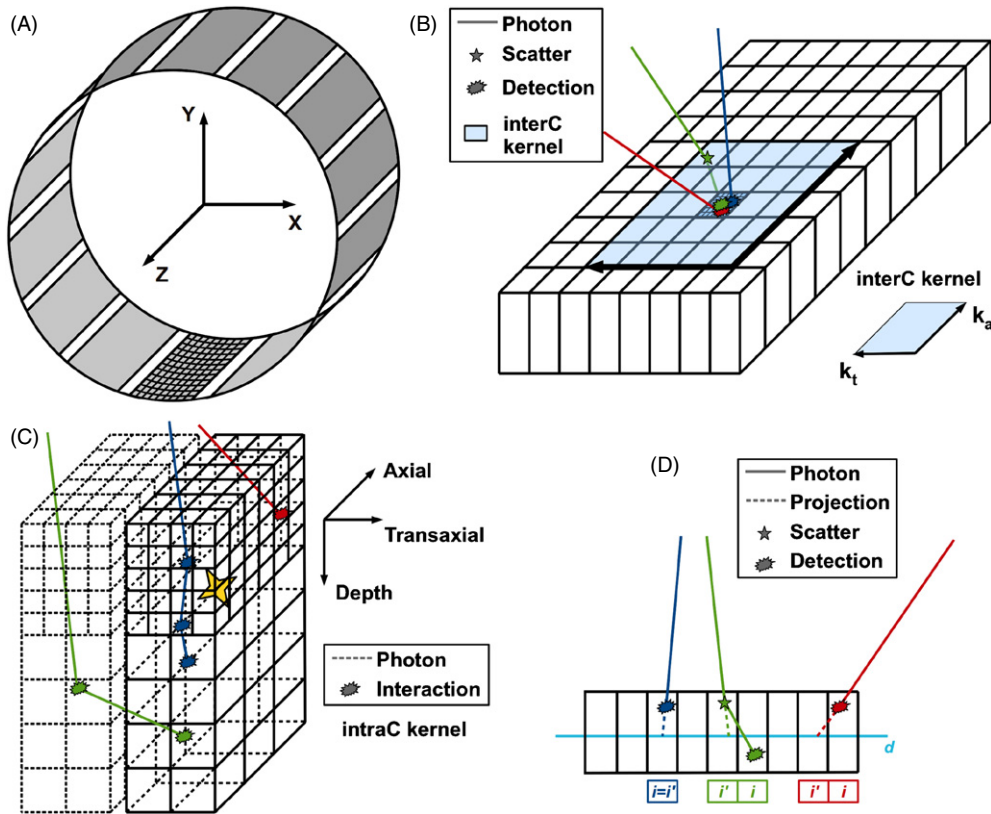 (A)
Y
X
Z
(B)
Photon
Scatter
Detection
interC
kernel
interC kernel
k_a
k_t
(C)
Axial
Transaxial
Depth
Photon
Interaction
intraC kernel
(D)
Photon
Projection
Scatter
Detection
d
i=i' i' i i' i